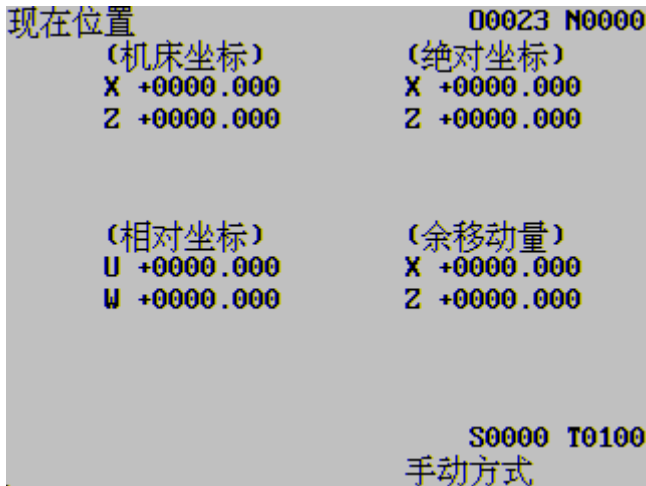 现在位置 O0023 N0000
(机床坐标) (绝对坐标)
X +0000.000 X +0000.000
Z +0000.000 Z +0000.000
(相对坐标) (余移动量)
U +0000.000 X +0000.000
W +0000.000 Z +0000.000
S0000 T0100
手动方式